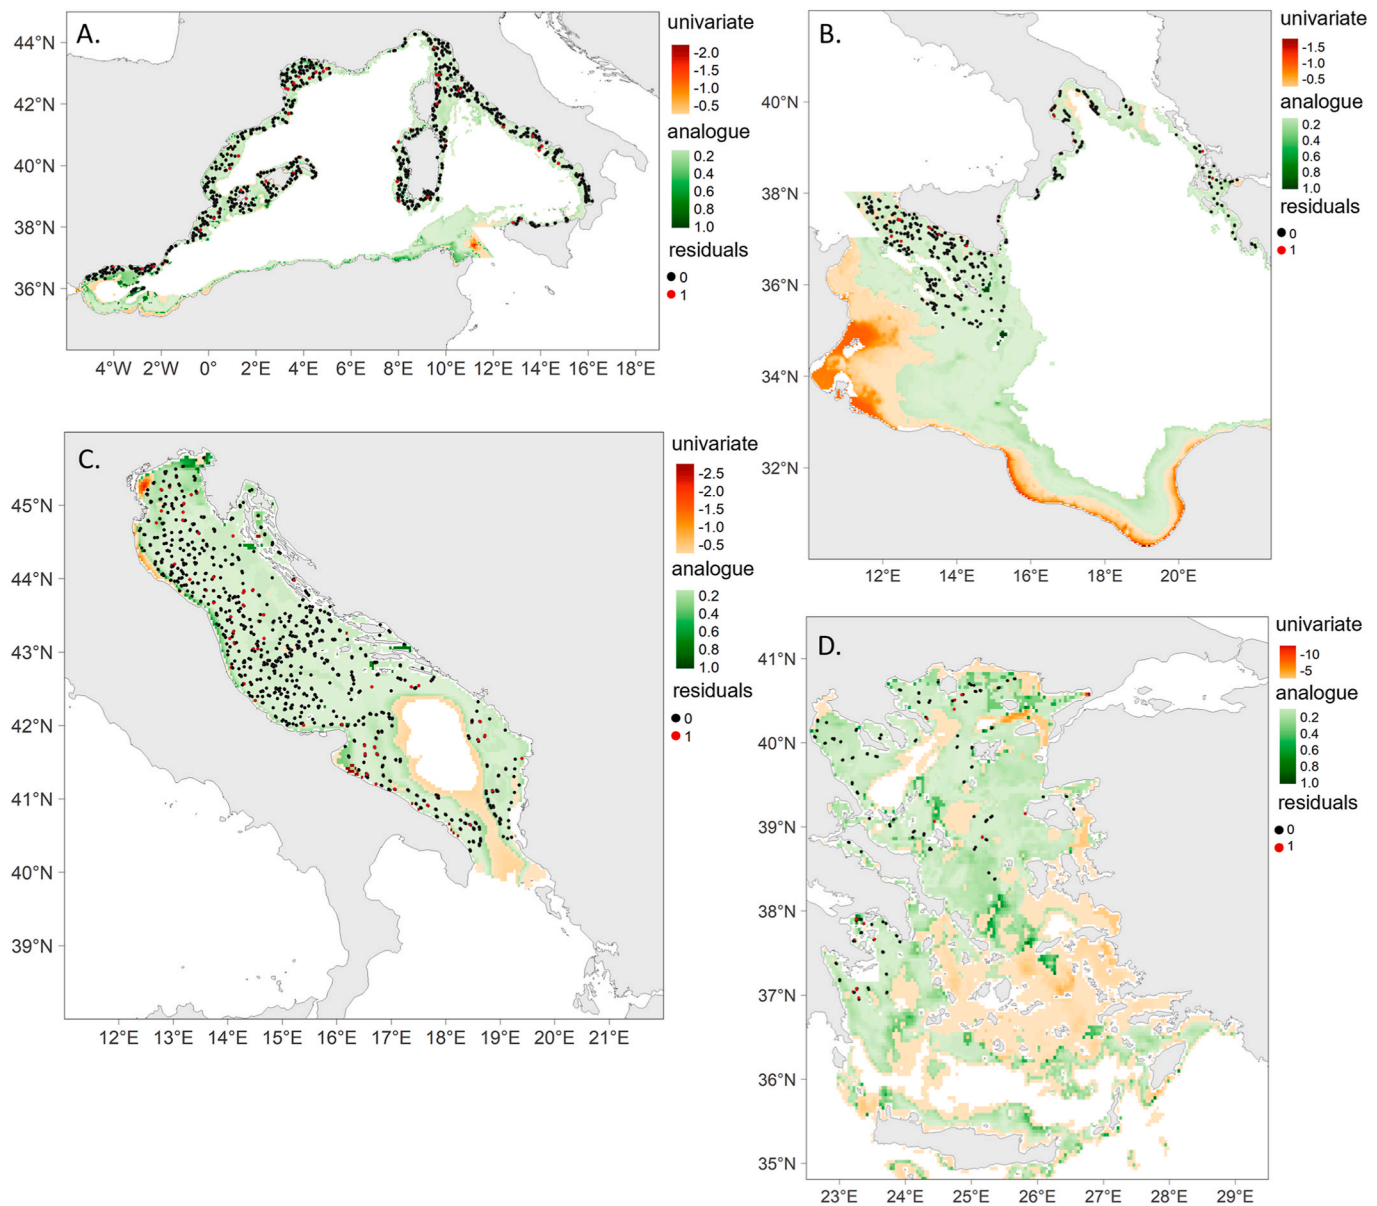 A.
44°N
42°N
40°N
38°N
36°N
4°W 2°W 0° 2°E 4°E 6°E 8°E 10°E 12°E 14°E 16°E 18°E
univariate
-2.0
-1.5
-1.0
-0.5
analogue
0.2
0.4
0.6
0.8
1.0
residuals
0
1
B.
40°N
38°N
36°N
34°N
32°N
12°E 14°E 16°E 18°E 20°E
univariate
-1.5
-1.0
-0.5
analogue
0.2
0.4
0.6
0.8
1.0
residuals
0
1
C.
45°N
44°N
43°N
42°N
41°N
40°N
39°N
12°E 13°E 14°E 15°E 16°E 17°E 18°E 19°E 20°E 21°E
univariate
-2.5
-2.0
-1.5
-1.0
-0.5
analogue
0.2
0.4
0.6
0.8
1.0
residuals
0
1
D.
41°N
40°N
39°N
38°N
37°N
36°N
35°N
23°E 24°E 25°E 26°E 27°E 28°E 29°E
univariate
-10
-5
analogue
0.2
0.4
0.6
0.8
1.0
residuals
0
1